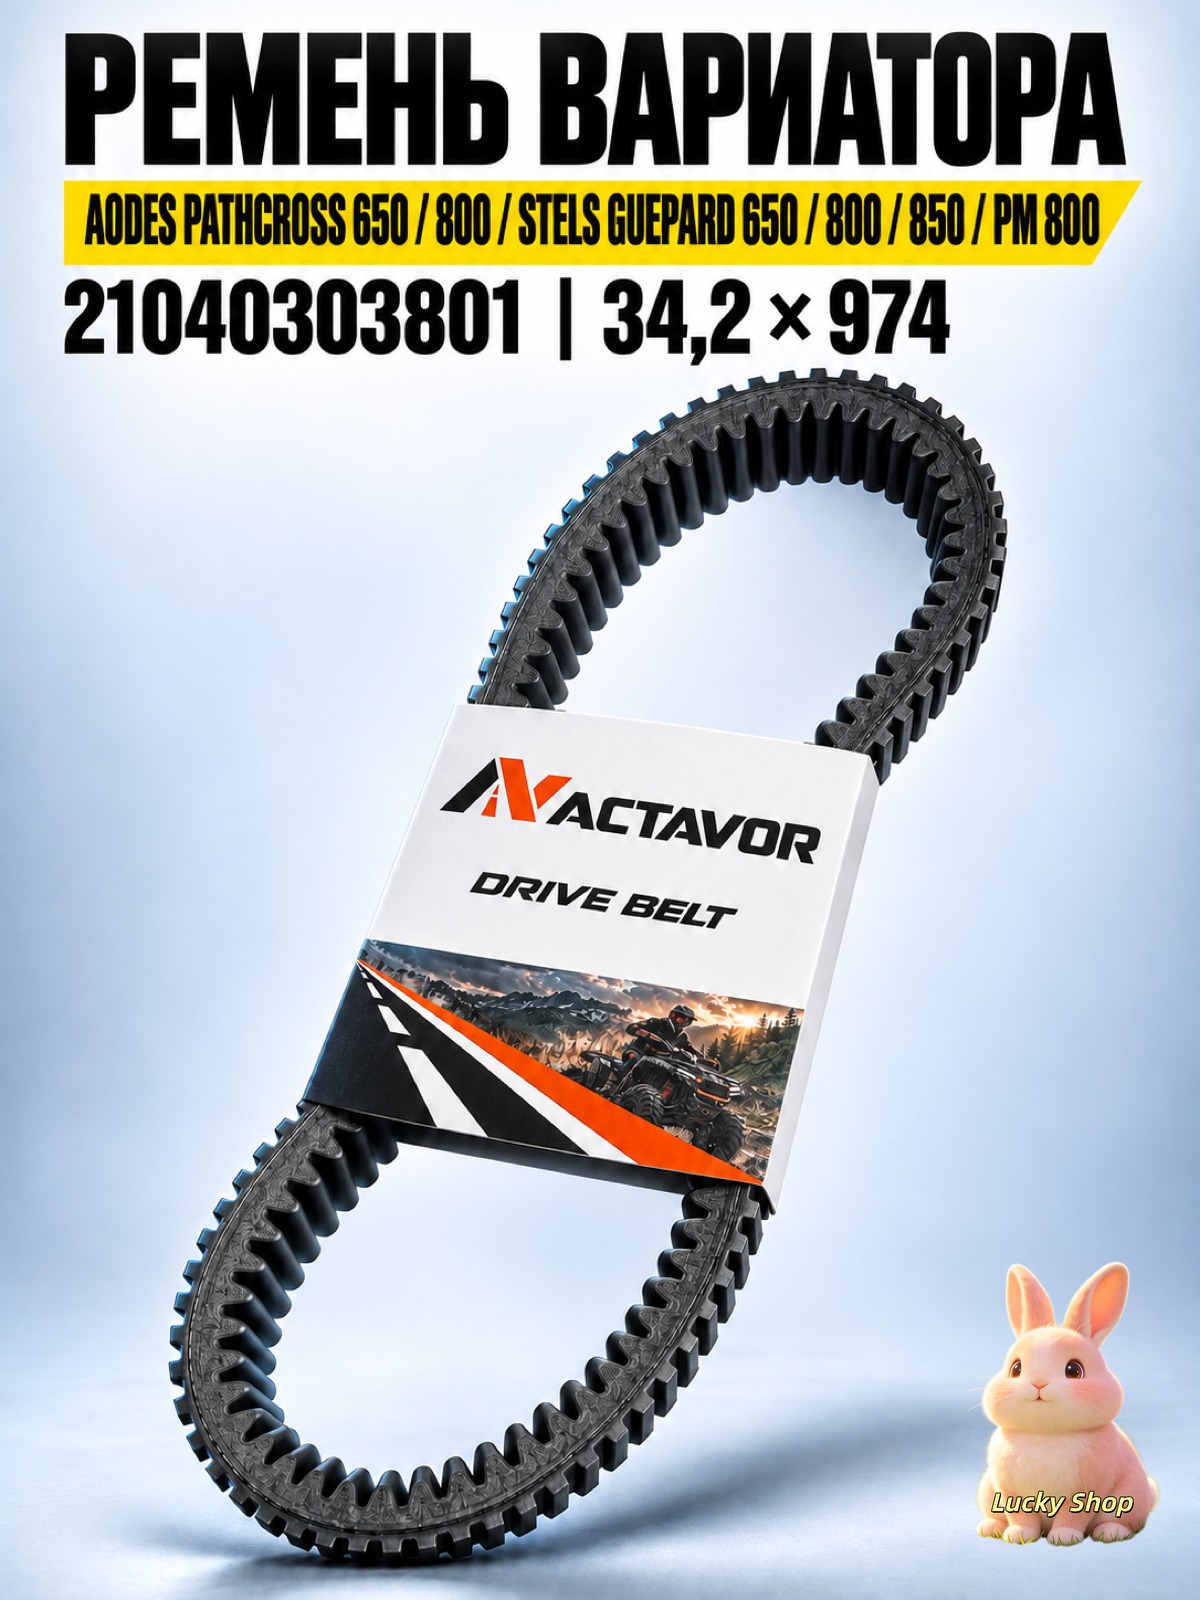 РЕМЕНЬ ВАРИАТОРА
AODES PATHCROSS 650 / 800 / STELS GUEPARD 650 / 800 / 850 / РМ 800
21040303801 | 34,2 × 974
ACTAVOR
DRIVE BELT
Lucky Shop